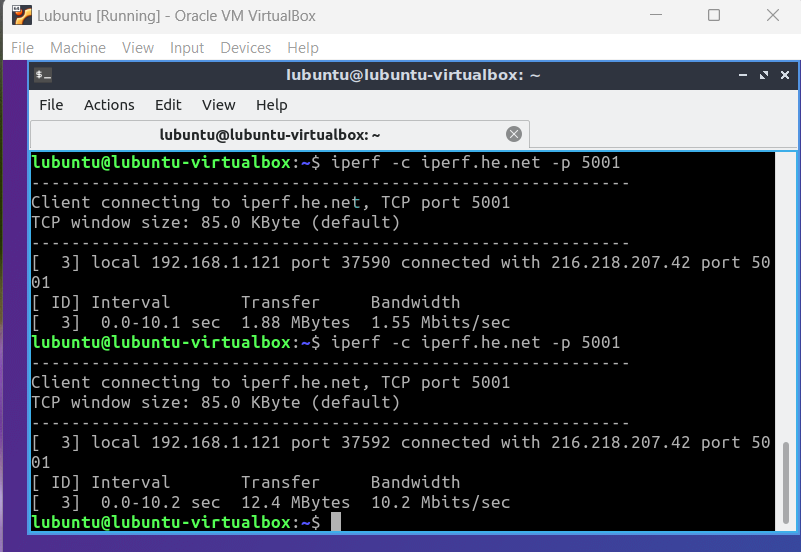 Lubuntu [Running] - Oracle VM VirtualBox
File Machine View Input Devices Help
$_
lubuntu@lubuntu-virtualbox: ~
File Actions Edit View Help
lubuntu@lubuntu-virtualbox: ~
lubuntu@lubuntu-virtualbox:~$ iperf -c iperf.he.net -p 5001
------------------------------------------------------------
Client connecting to iperf.he.net, TCP port 5001
TCP window size: 85.0 KByte (default)
------------------------------------------------------------
[  3] local 192.168.1.121 port 37590 connected with 216.218.207.42 port 50
01
[ ID] Interval       Transfer     Bandwidth
[  3]  0.0-10.1 sec  1.88 MBytes  1.55 Mbits/sec
lubuntu@lubuntu-virtualbox:~$ iperf -c iperf.he.net -p 5001
------------------------------------------------------------
Client connecting to iperf.he.net, TCP port 5001
TCP window size: 85.0 KByte (default)
------------------------------------------------------------
[  3] local 192.168.1.121 port 37592 connected with 216.218.207.42 port 50
01
[ ID] Interval       Transfer     Bandwidth
[  3]  0.0-10.2 sec  12.4 MBytes  10.2 Mbits/sec
lubuntu@lubuntu-virtualbox:~$